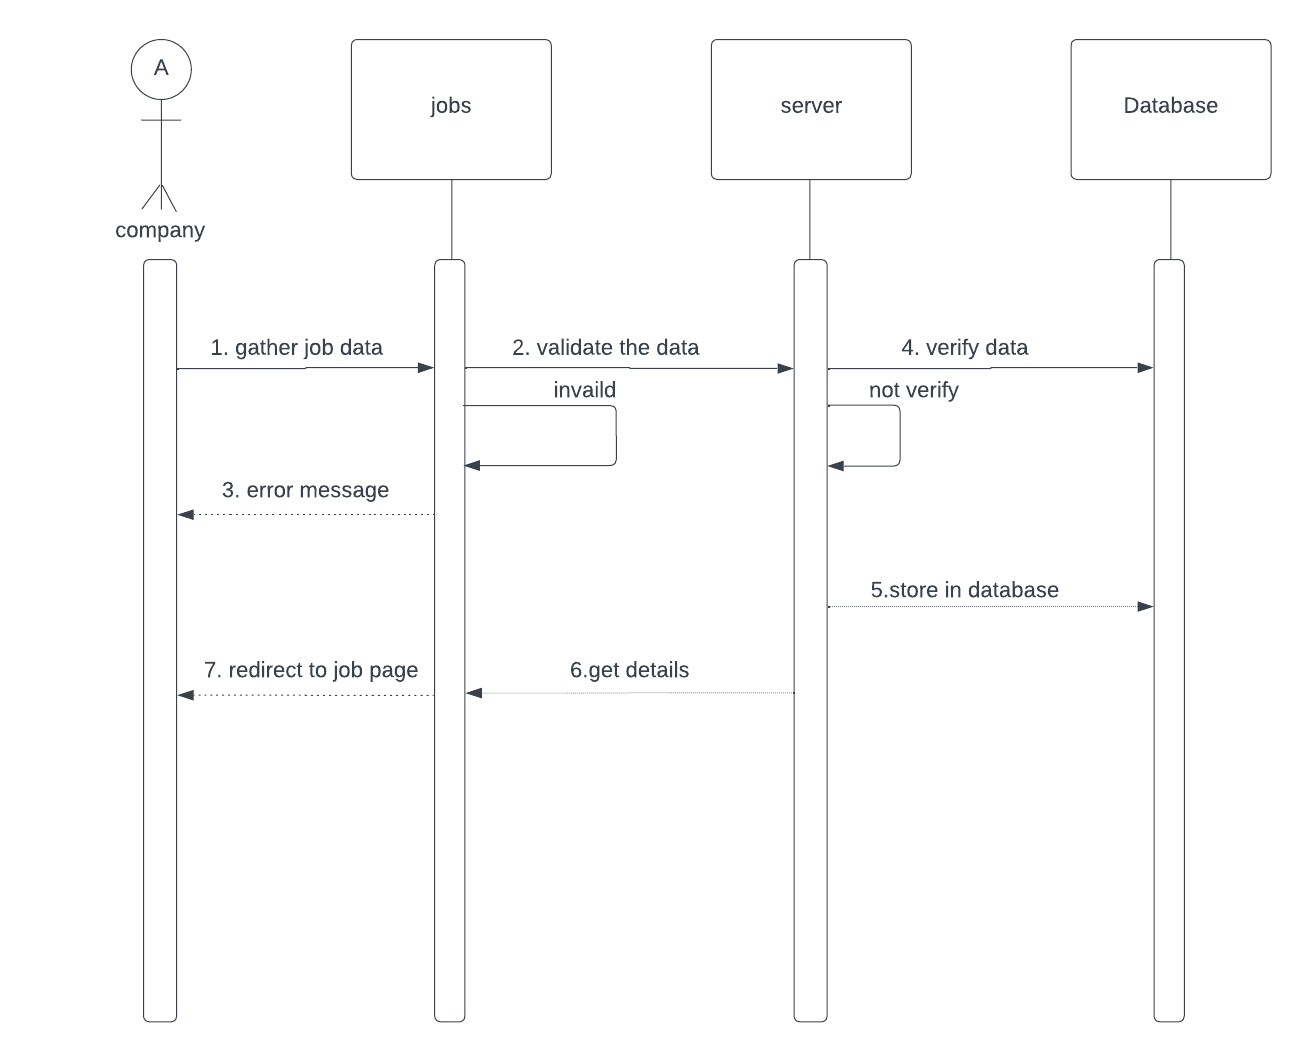 A
jobs
server
Database
company
1. gather job data
2. validate the data
4. verify data
invaild
not verify
3. error message
5.store in database
7. redirect to job page
6.get details